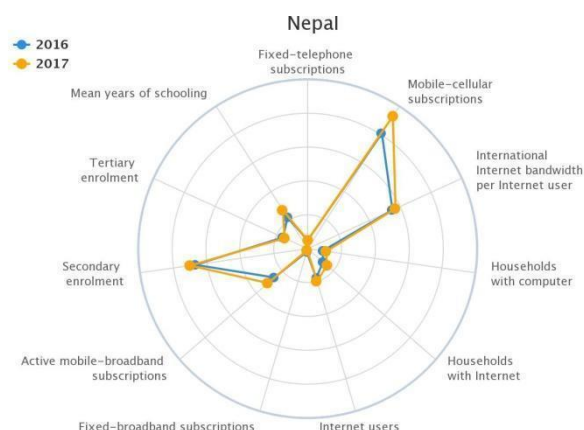 Nepal
2016
2017
Fixed-telephone
subscriptions
Mobile-cellular
subscriptions
International
Internet bandwidth
per Internet user
Households
with computer
Households
with Internet
Internet users
Fixed-broadband subscriptions
Active mobile-broadband
subscriptions
Secondary
enrolment
Tertiary
enrolment
Mean years of schooling